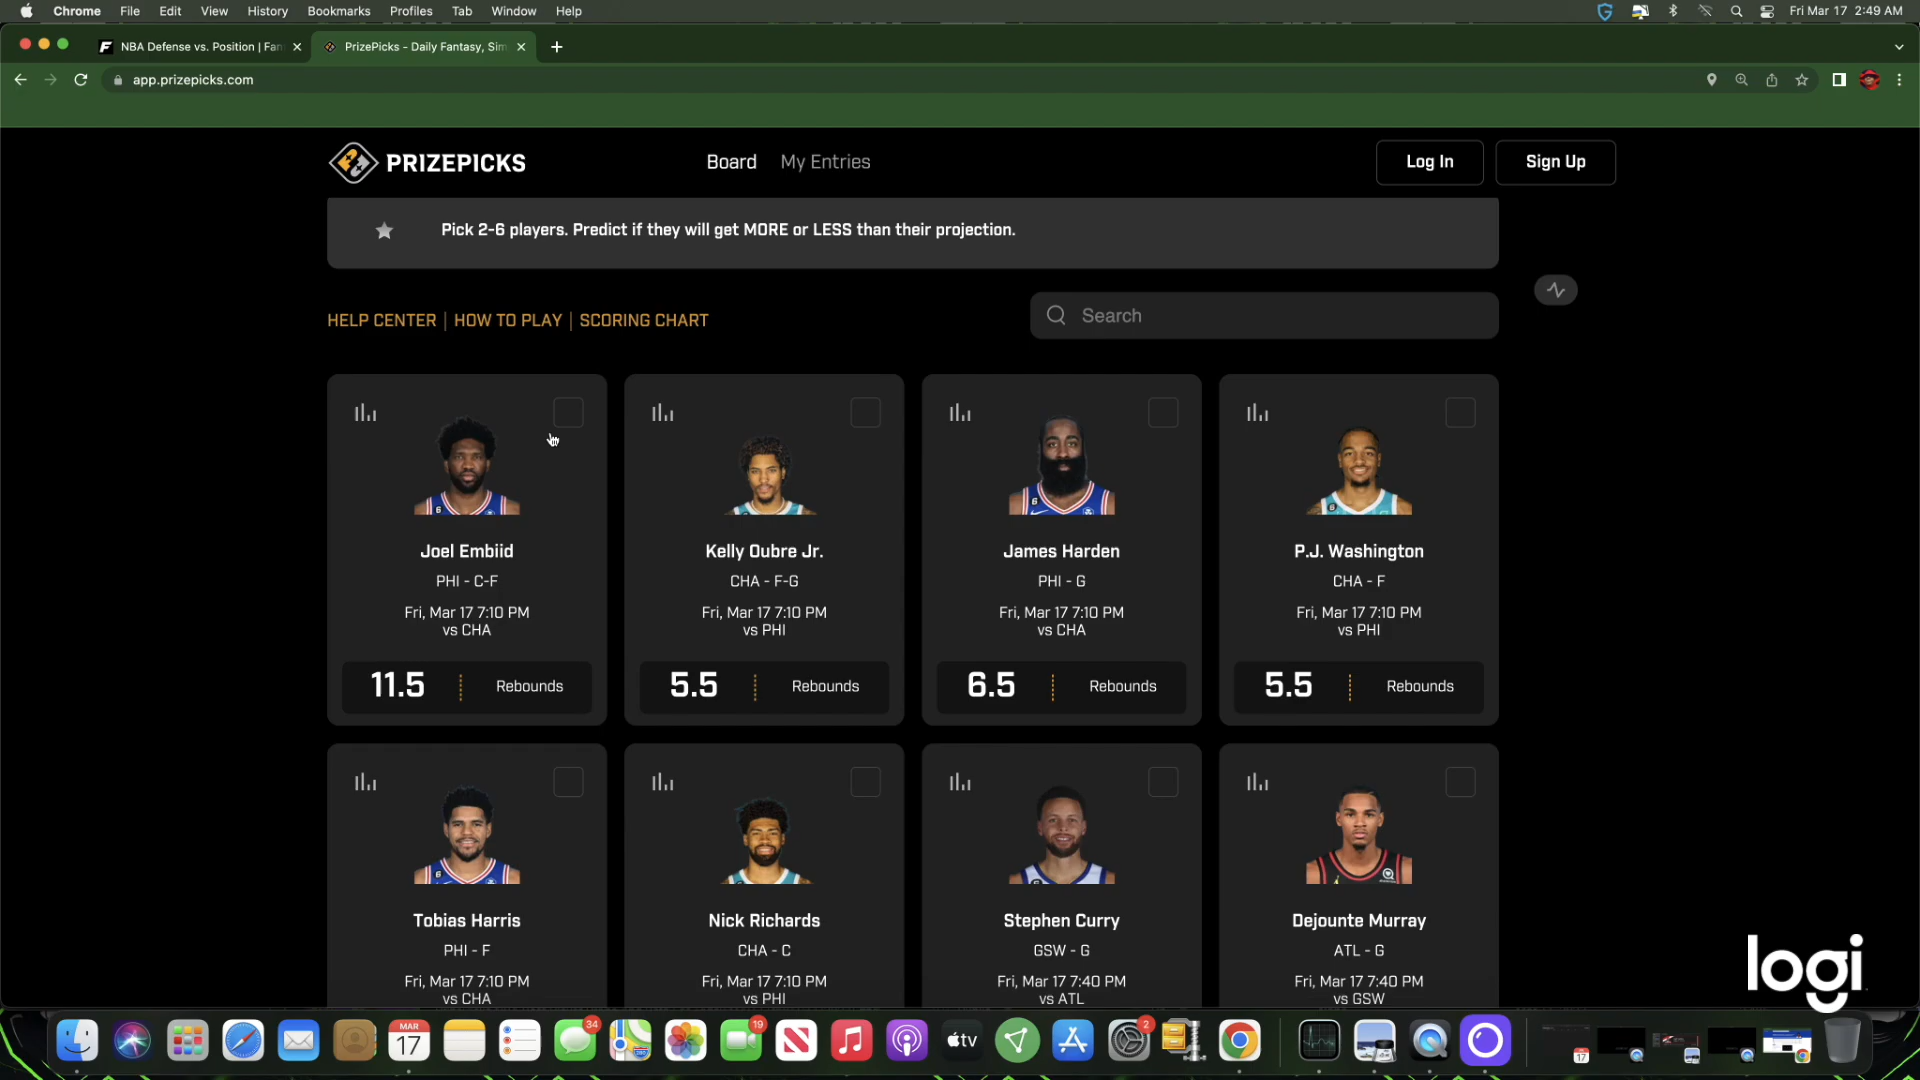 Chrome File Edit View History Bookmarks Profiles Tab Window Help Fri Mar 17 2:49 AM
NBA Defense vs. Position | Fan PrizePicks - Daily Fantasy, Sim
app.prizepicks.com
PRIZEPICKS Board My Entries Log In Sign Up
Pick 2-6 players. Predict if they will get MORE or LESS than their projection.
HELP CENTER | HOW TO PLAY | SCORING CHART Search
Joel Embiid Kelly Oubre Jr. James Harden P.J. Washington
PHI - C-F CHA - F-G PHI - G CHA - F
Fri, Mar 17 7:10 PM Fri, Mar 17 7:10 PM Fri, Mar 17 7:10 PM Fri, Mar 17 7:10 PM
vs CHA vs PHI vs CHA vs PHI
11.5 Rebounds 5.5 Rebounds 6.5 Rebounds 5.5 Rebounds
Tobias Harris Nick Richards Stephen Curry Dejounte Murray
PHI - F CHA - C GSW - G ATL - G
Fri, Mar 17 7:10 PM Fri, Mar 17 7:10 PM Fri, Mar 17 7:40 PM Fri, Mar 17 7:40 PM
vs CHA vs PHI vs ATL vs GSW
logi
MAR 34 19 tv 2
17 17